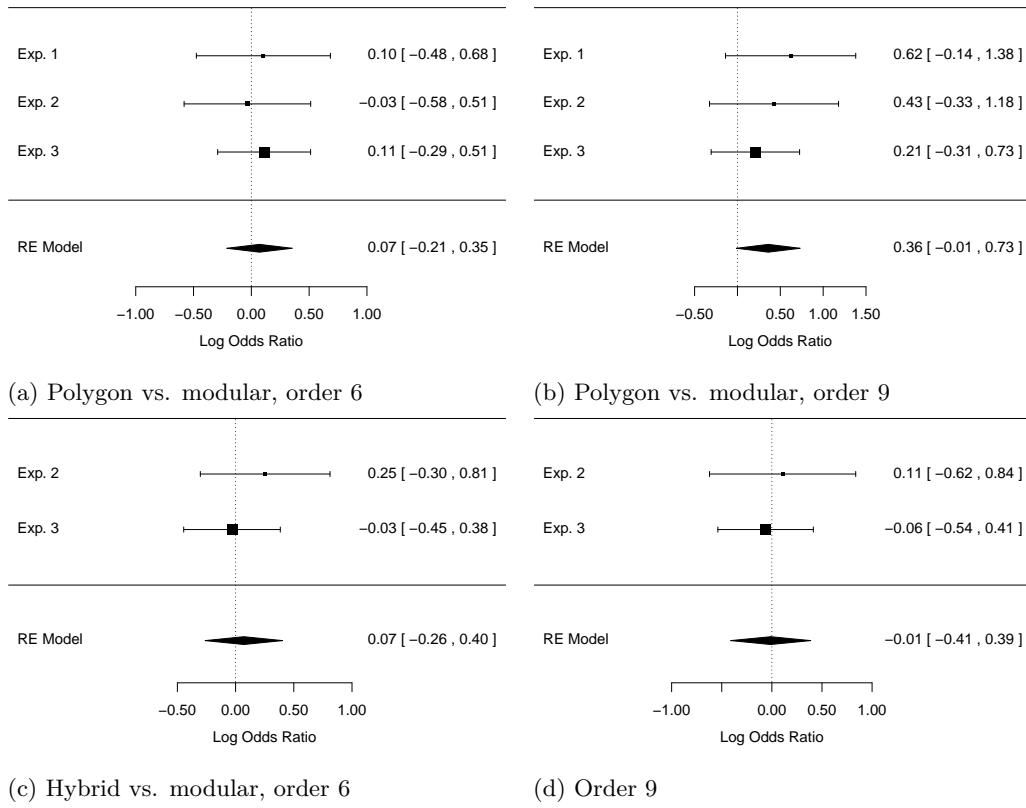 Exp. 1 0.10 [ −0.48 , 0.68 ]
Exp. 2 −0.03 [ −0.58 , 0.51 ]
Exp. 3 0.11 [ −0.29 , 0.51 ]
RE Model 0.07 [ −0.21 , 0.35 ]
−1.00 −0.50 0.00 0.50 1.00
Log Odds Ratio
(a) Polygon vs. modular, order 6
Exp. 1 0.62 [ −0.14 , 1.38 ]
Exp. 2 0.43 [ −0.33 , 1.18 ]
Exp. 3 0.21 [ −0.31 , 0.73 ]
RE Model 0.36 [ −0.01 , 0.73 ]
−0.50 0.50 1.00 1.50
Log Odds Ratio
(b) Polygon vs. modular, order 9
Exp. 2 0.25 [ −0.30 , 0.81 ]
Exp. 3 −0.03 [ −0.45 , 0.38 ]
RE Model 0.07 [ −0.26 , 0.40 ]
−0.50 0.00 0.50 1.00
Log Odds Ratio
(c) Hybrid vs. modular, order 6
Exp. 2 0.11 [ −0.62 , 0.84 ]
Exp. 3 −0.06 [ −0.54 , 0.41 ]
RE Model −0.01 [ −0.41 , 0.39 ]
−1.00 0.00 1.00
Log Odds Ratio
(d) Order 9